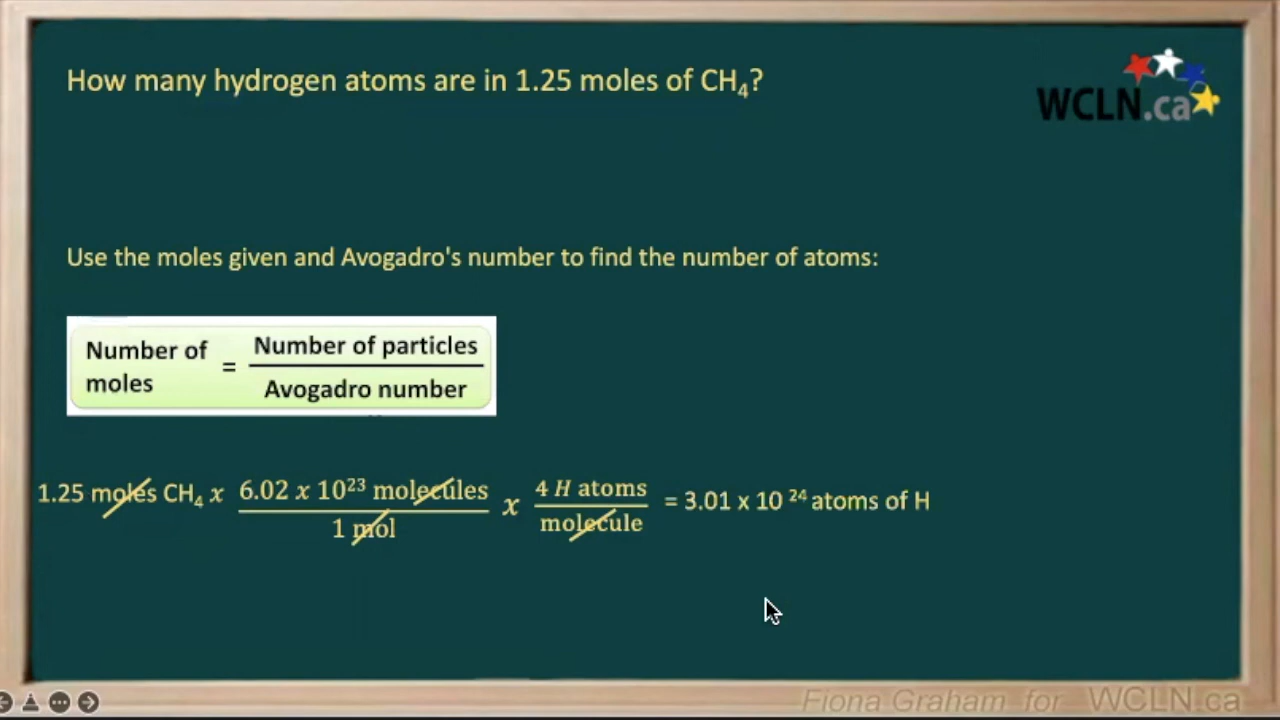 How many hydrogen atoms are in 1.25 moles of CH₄?
WCLN.ca
Use the moles given and Avogadro's number to find the number of atoms:
Number of moles = Number of particles / Avogadro number
1.25 moles CH₄ x 6.02 x 10²³ molecules / 1 mol x 4 H atoms / molecule = 3.01 x 10 ²⁴ atoms of H
Fiona Graham for WCLN.ca